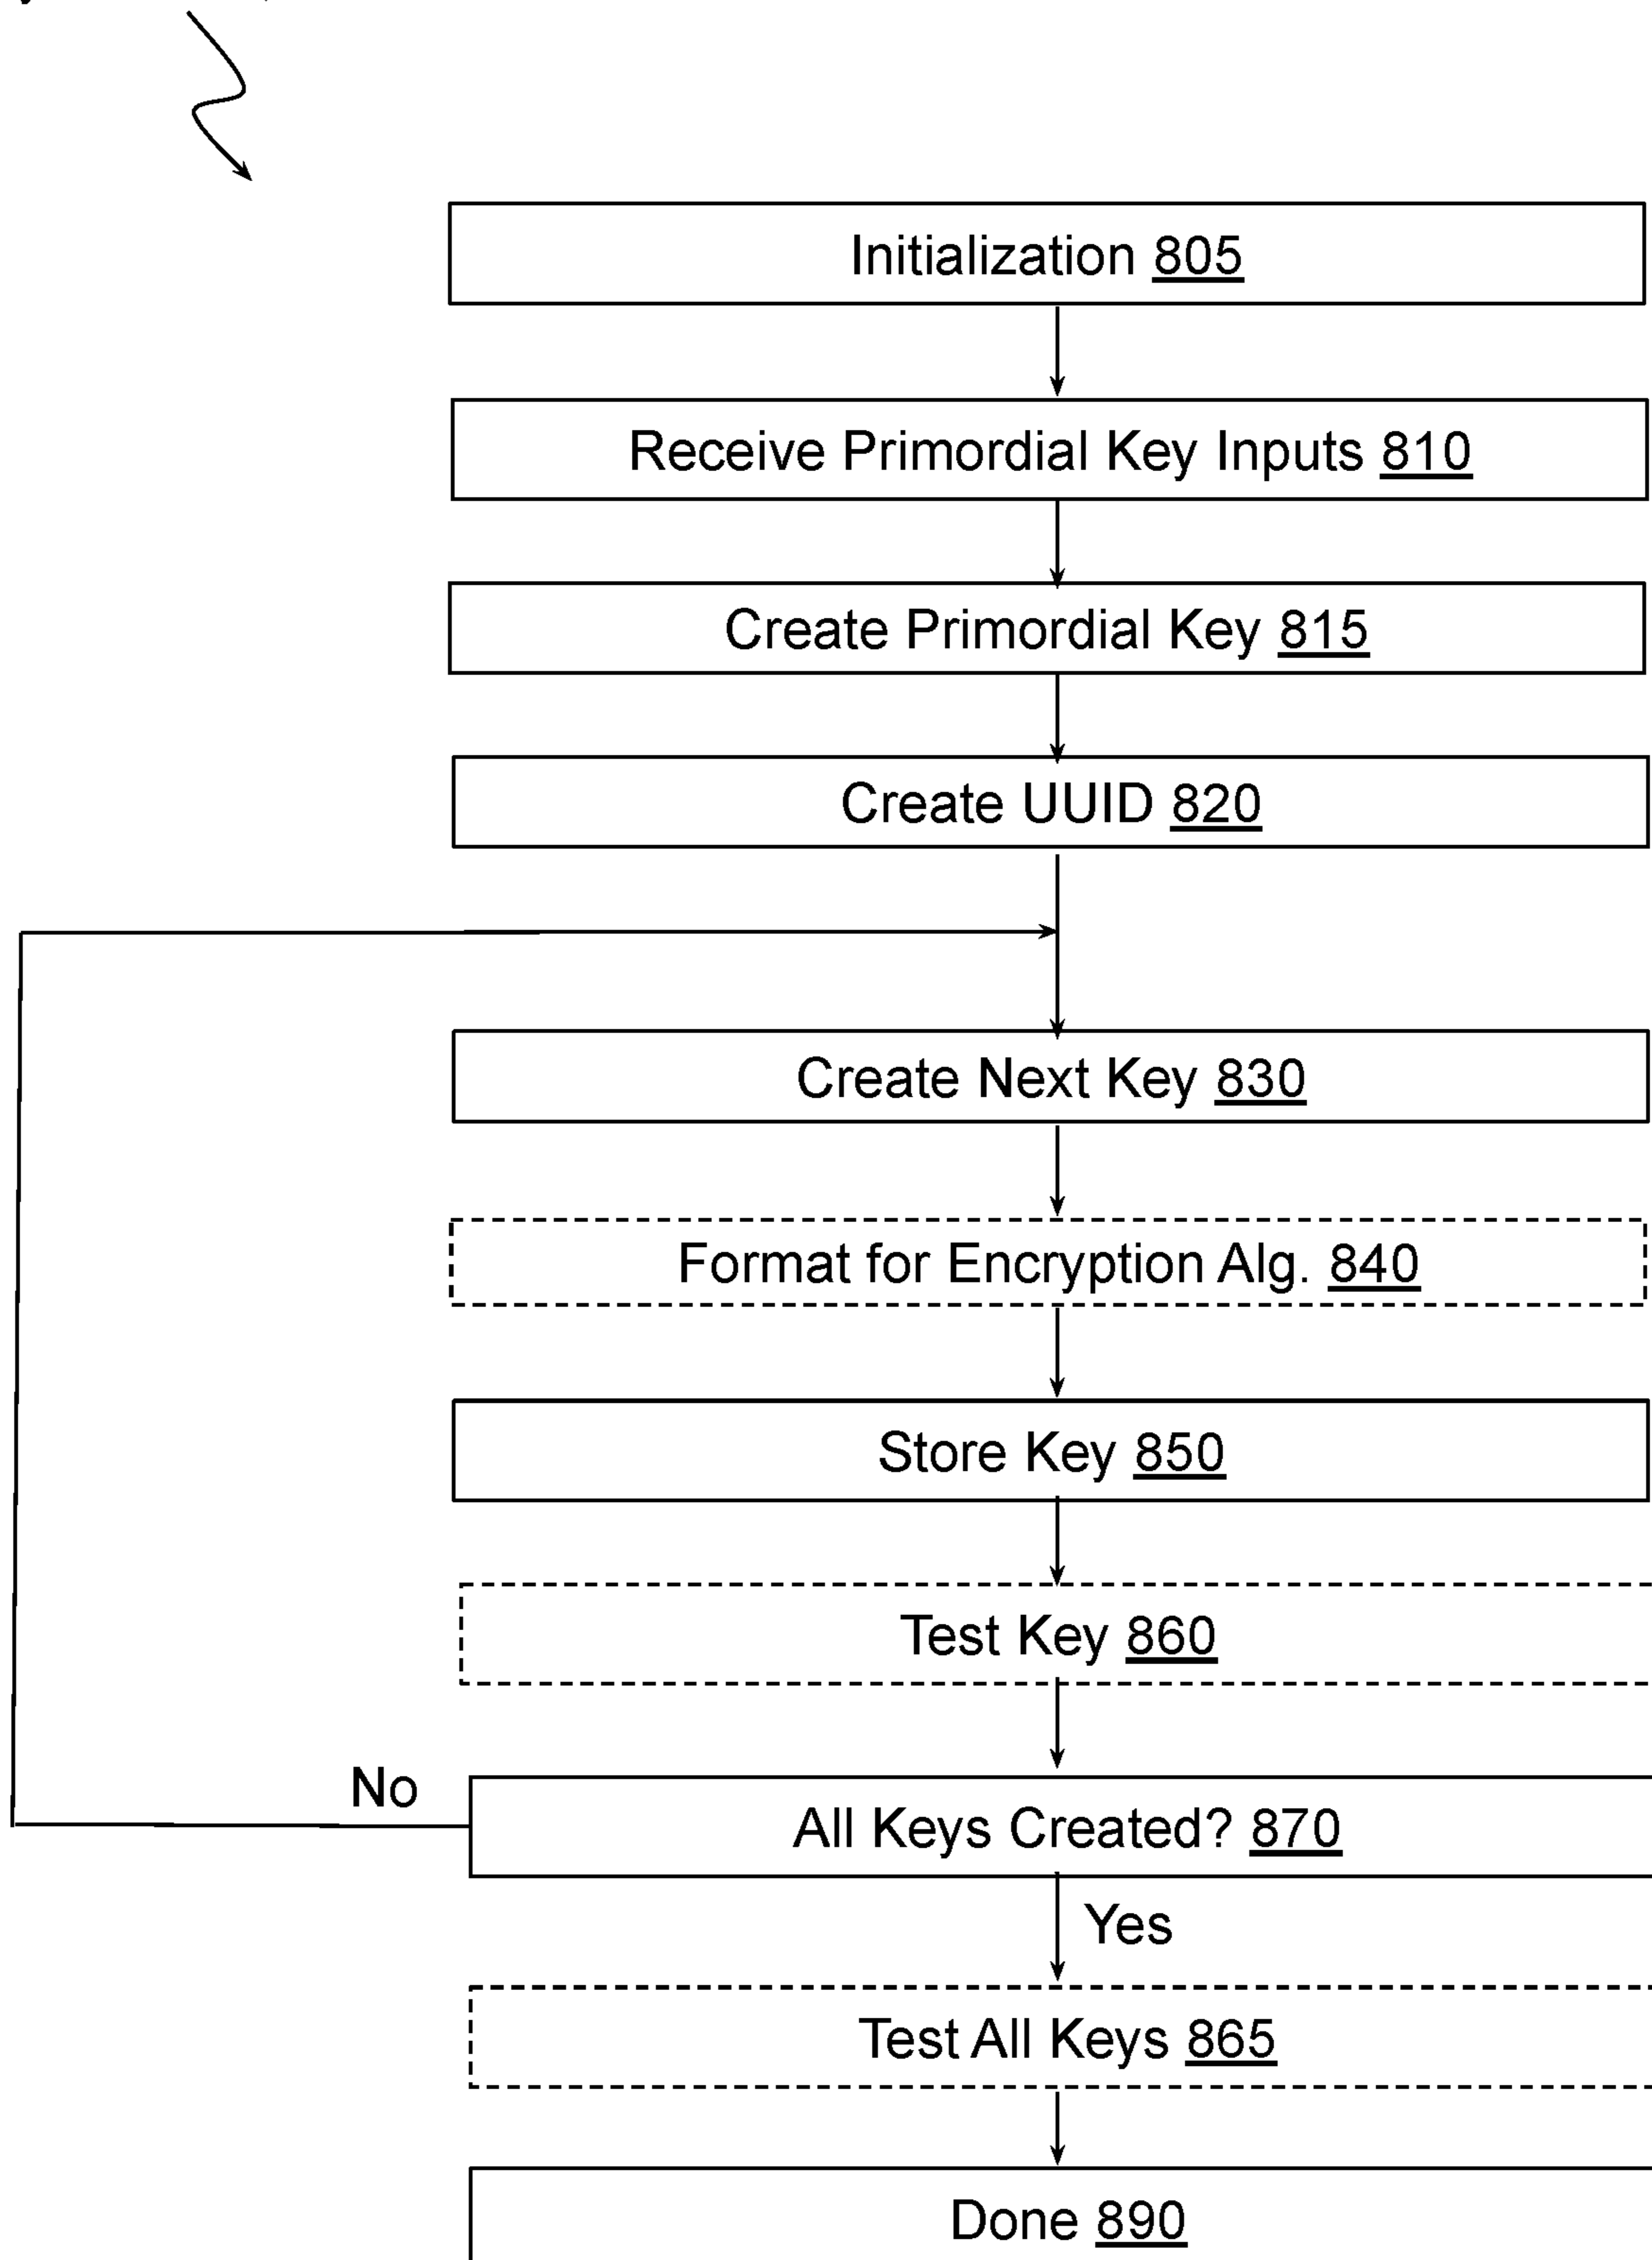 Initialization 805
Receive Primordial Key Inputs 810
Create Primordial Key 815
Create UUID 820
Create Next Key 830
Format for Encryption Alg. 840
Store Key 850
Test Key 860
No
All Keys Created? 870
Yes
Test All Keys 865
Done 890